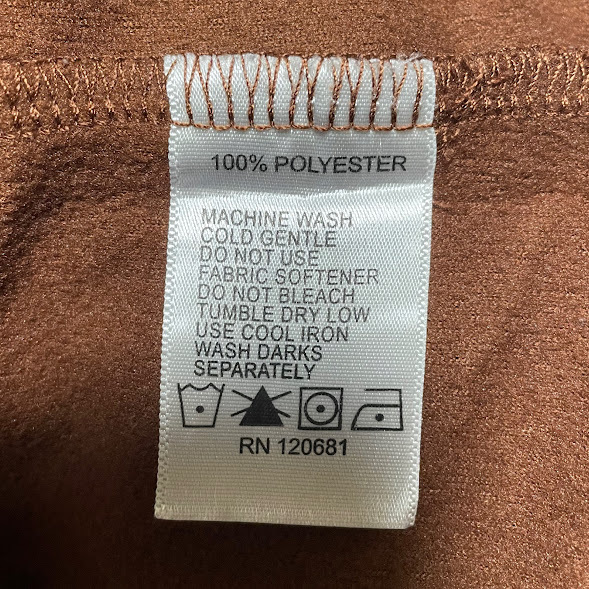 100% POLYESTER
MACHINE WASH
COLD GENTLE
DO NOT USE
FABRIC SOFTENER
DO NOT BLEACH
TUMBLE DRY LOW
USE COOL IRON
WASH DARKS
SEPARATELY
RN 120681